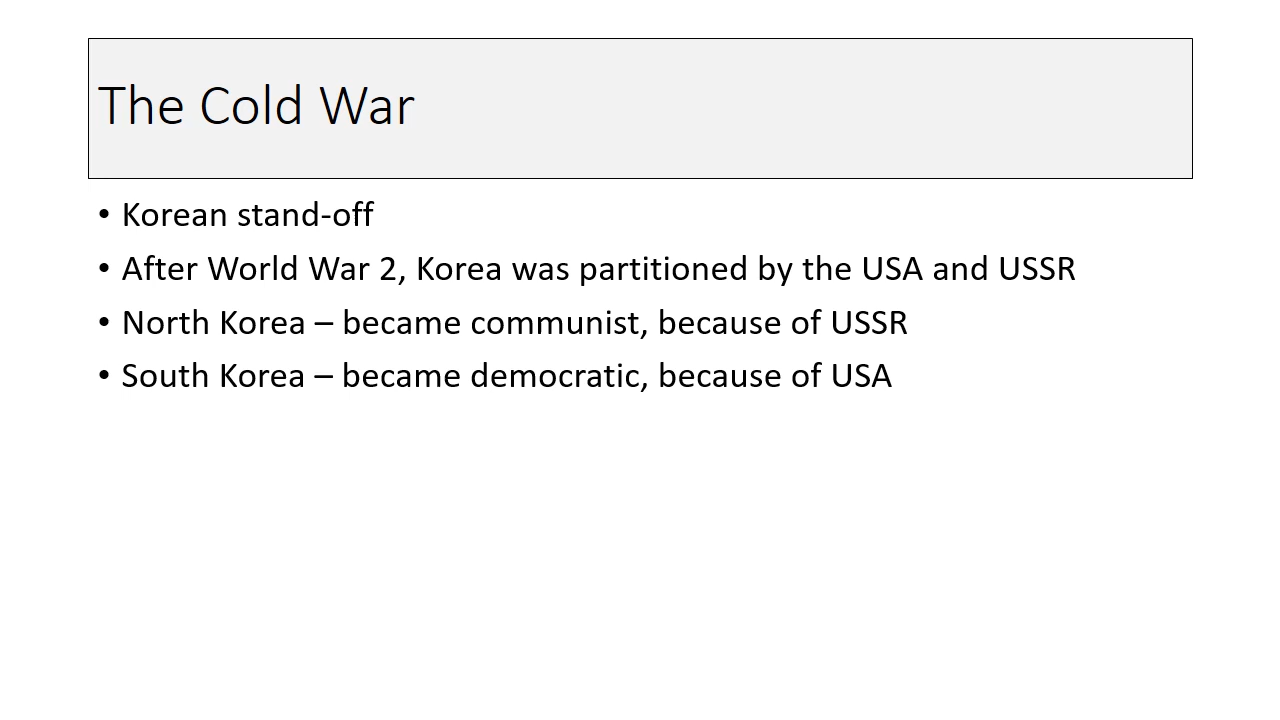 The Cold War
• Korean stand-off
• After World War 2, Korea was partitioned by the USA and USSR
• North Korea – became communist, because of USSR
• South Korea – became democratic, because of USA